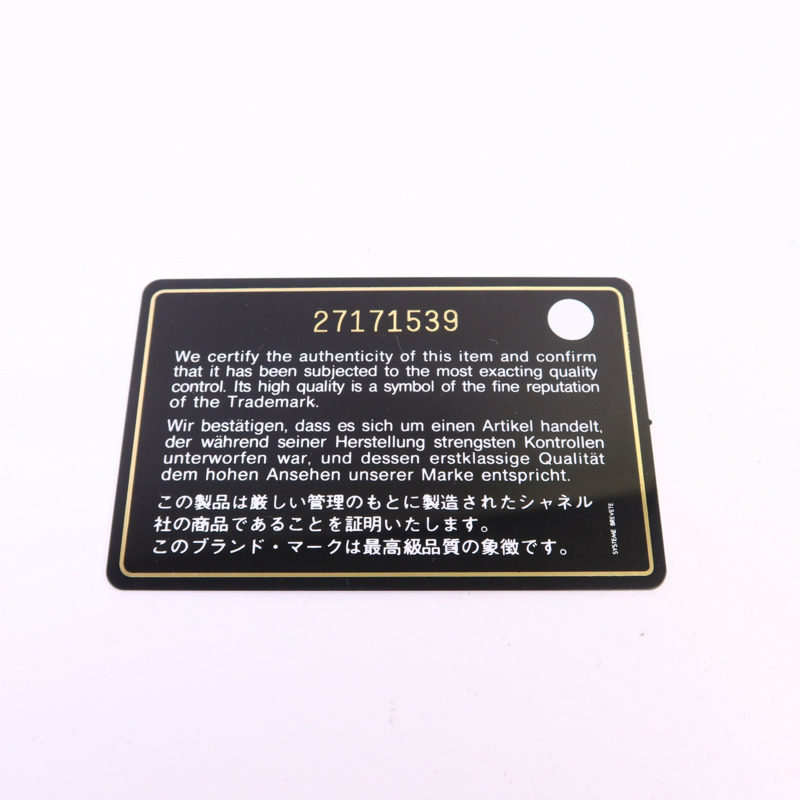 27171539
We certify the authenticity of this item and confirm
that it has been subjected to the most exacting quality
control. Its high quality is a symbol of the fine reputation
of the Trademark.
Wir bestätigen, dass es sich um einen Artikel handelt,
der während seiner Herstellung strengsten Kontrollen
unterworfen war, und dessen erstklassige Qualität
dem hohen Ansehen unserer Marke entspricht.
この製品は厳しい管理のもとに製造されたシャネル
社の商品であることを証明いたします。
このブランド・マークは最高級品質の象徴です。
SYSTEME BREVETE